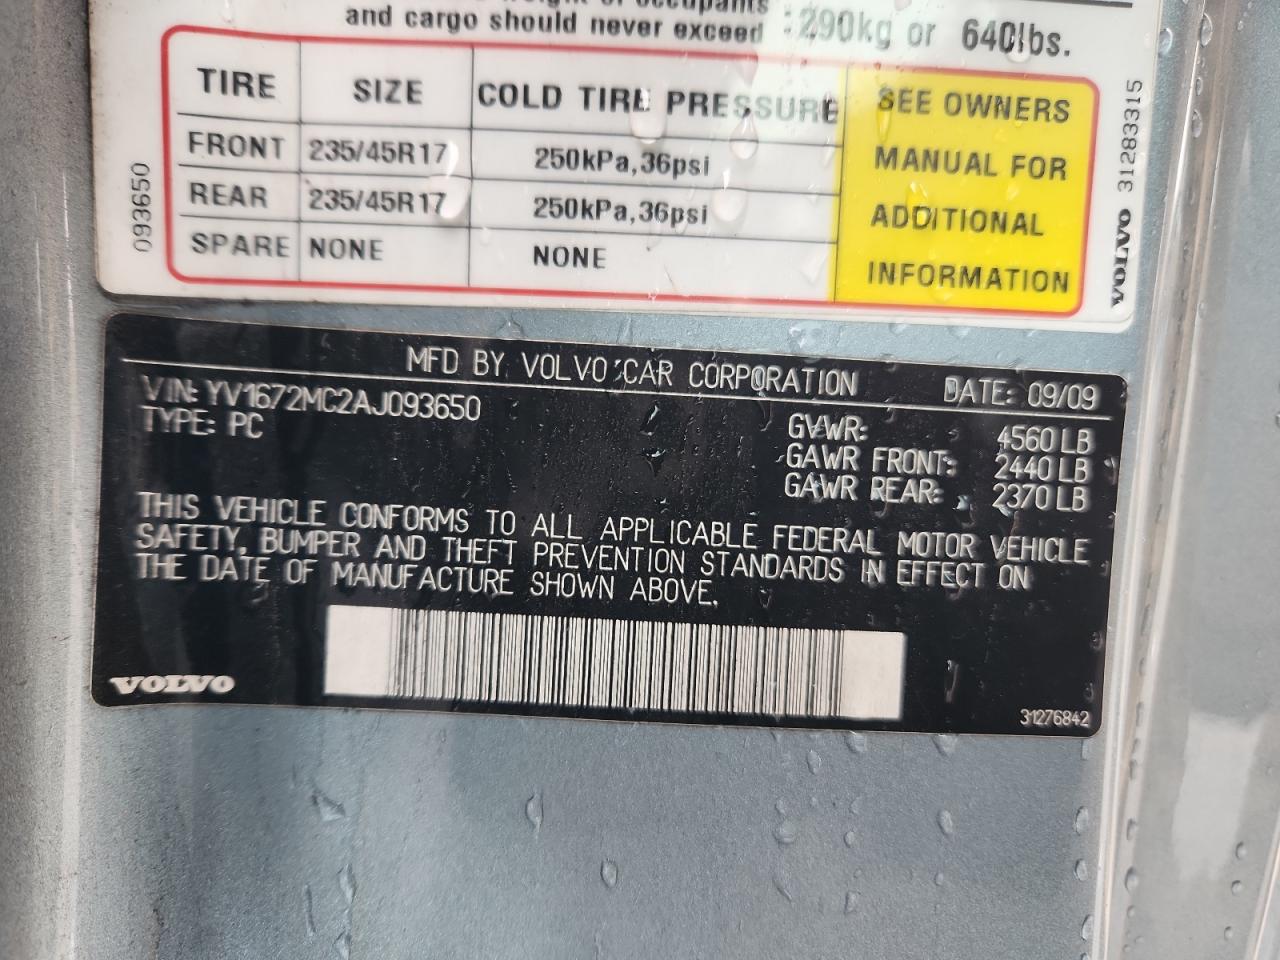 weight of occupants
and cargo should never exceed : 290kg or 640lbs.
TIRE SIZE COLD TIRE PRESSURE SEE OWNERS
FRONT 235/45R17 250kPa,36psi MANUAL FOR
REAR 235/45R17 250kPa,36psi ADDITIONAL
SPARE NONE NONE INFORMATION
093650
VOLVO 31283315
MFD BY VOLVO CAR CORPORATION DATE: 09/09
VIN: YV1672MC2AJ093650
TYPE: PC
GVWR: 4560 LB
GAWR FRONT: 2440 LB
GAWR REAR: 2370 LB
THIS VEHICLE CONFORMS TO ALL APPLICABLE FEDERAL MOTOR VEHICLE
SAFETY, BUMPER AND THEFT PREVENTION STANDARDS IN EFFECT ON
THE DATE OF MANUFACTURE SHOWN ABOVE.
VOLVO
31276842